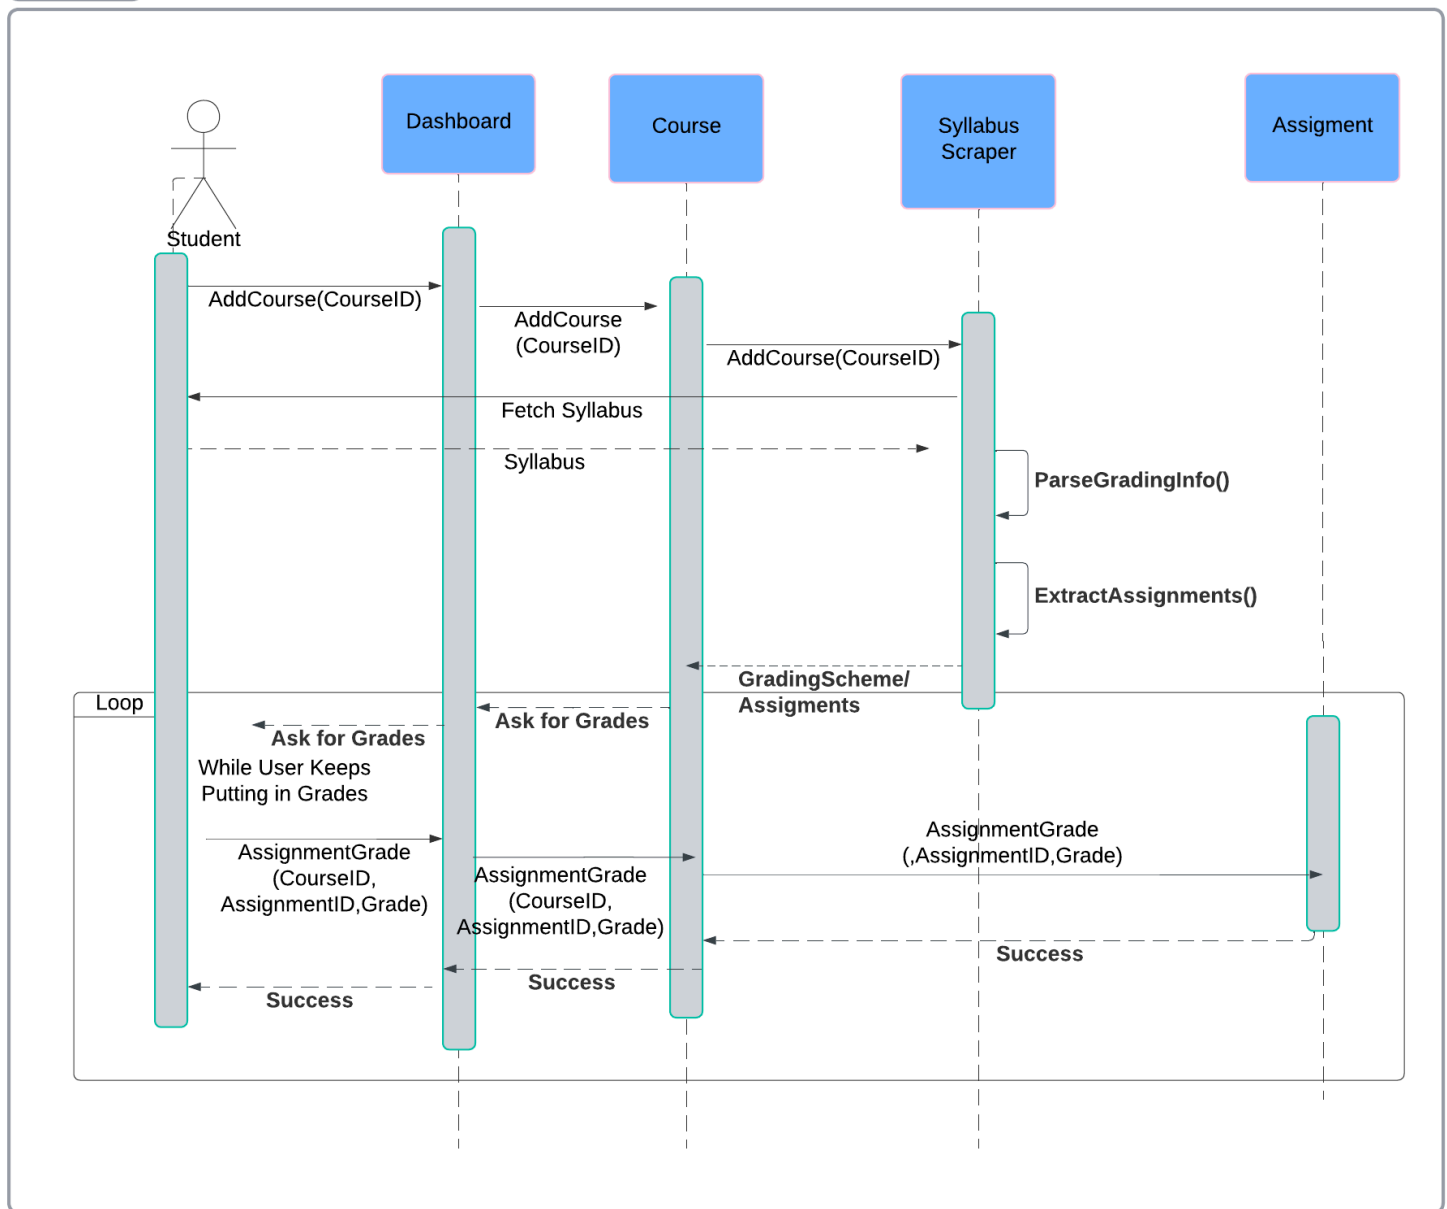 Dashboard
Course
Syllabus
Scraper
Assigment
Student
AddCourse(CourseID)
AddCourse
(CourseID)
AddCourse(CourseID)
Fetch Syllabus
Syllabus
ParseGradingInfo()
ExtractAssignments()
GradingScheme/
Assigments
Loop
Ask for Grades
Ask for Grades
While User Keeps
Putting in Grades
AssignmentGrade
(CourseID,
AssignmentID,Grade)
AssignmentGrade
(CourseID,
AssignmentID,Grade)
AssignmentGrade
(,AssignmentID,Grade)
Success
Success
Success